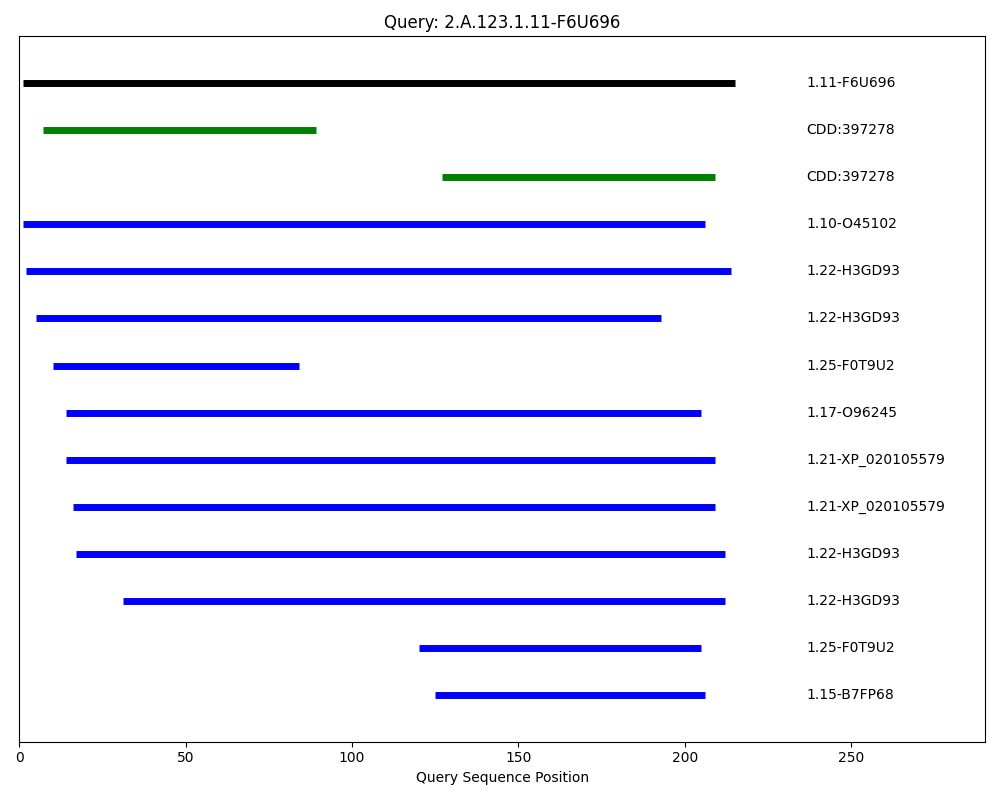 Query: 2.A.123.1.11-F6U696
1.11-F6U696
CDD:397278
CDD:397278
1.10-O45102
1.22-H3GD93
1.22-H3GD93
1.25-F0T9U2
1.17-O96245
1.21-XP_020105579
1.21-XP_020105579
1.22-H3GD93
1.22-H3GD93
1.25-F0T9U2
1.15-B7FP68
0 50 100 150 200 250
Query Sequence Position